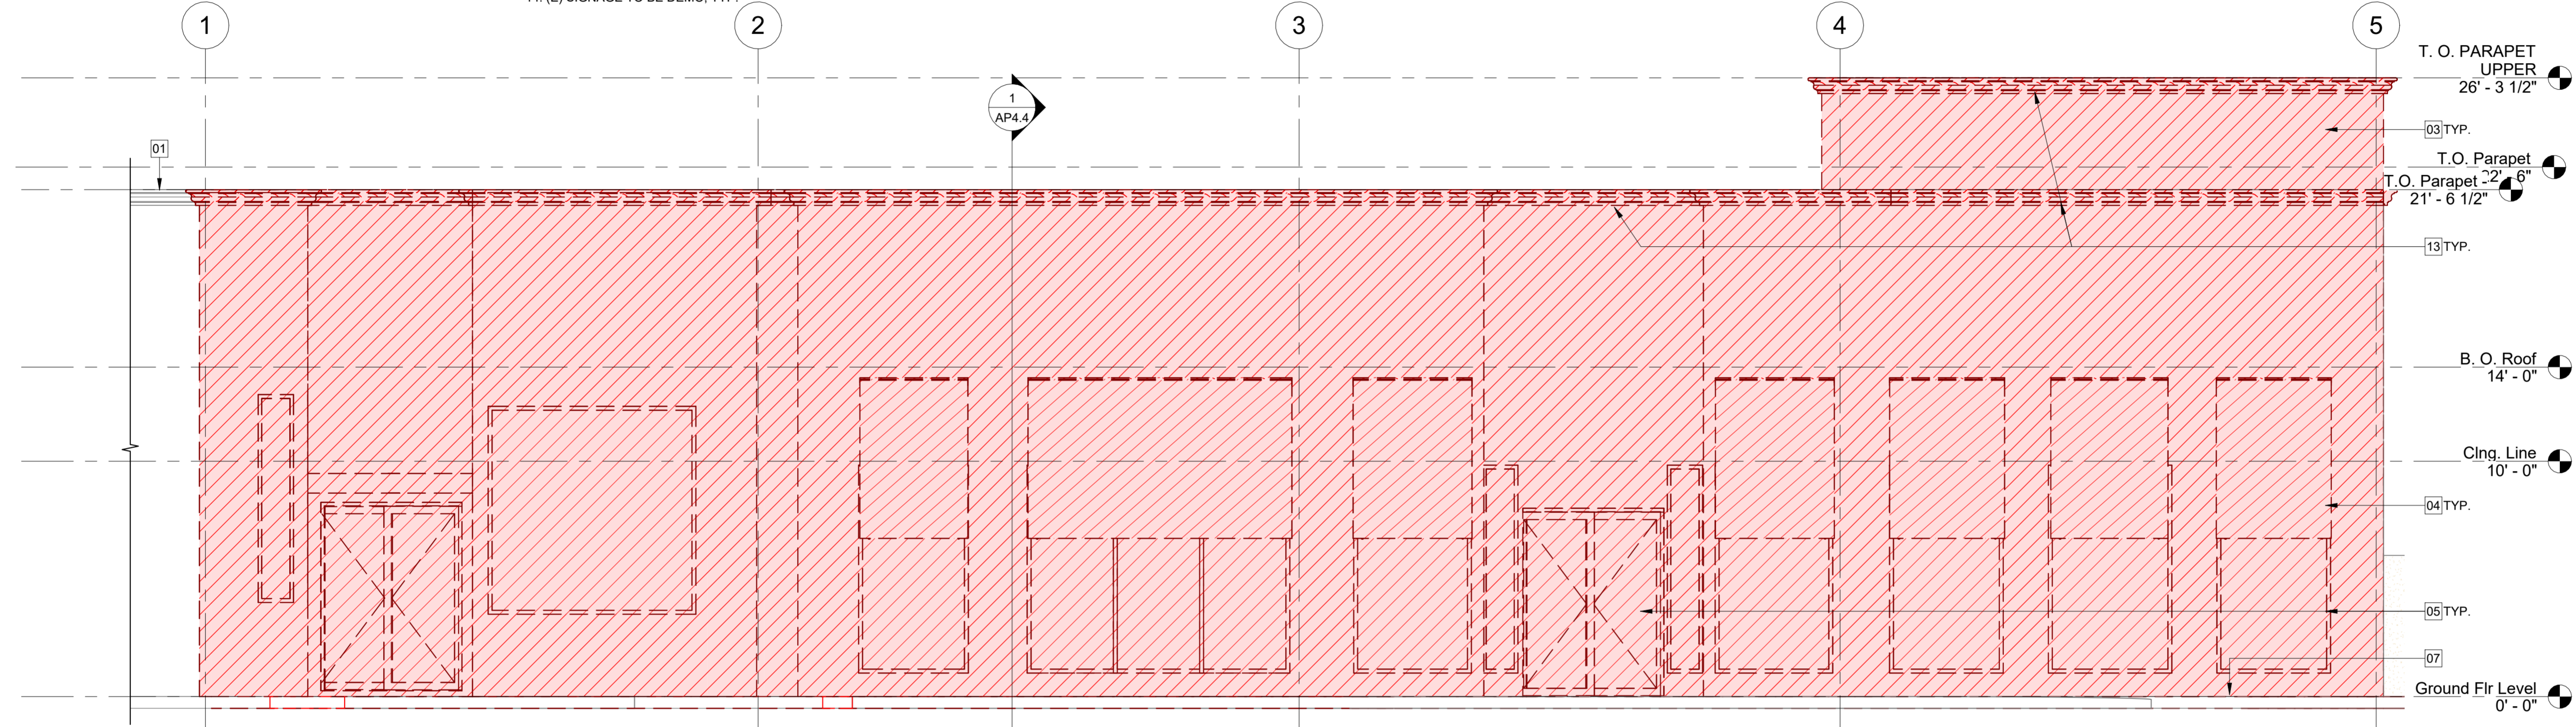 1
2
3
4
5
T. O. PARAPET
UPPER
26' - 3 1/2"
1
AP4.4
03 TYP.
01
T.O. Parapet
T.O. Parapet -
21' - 6 1/2"
13 TYP.
B. O. Roof
14' - 0"
Clng. Line
10' - 0"
04 TYP.
05 TYP.
07
Ground Flr Level
0' - 0"